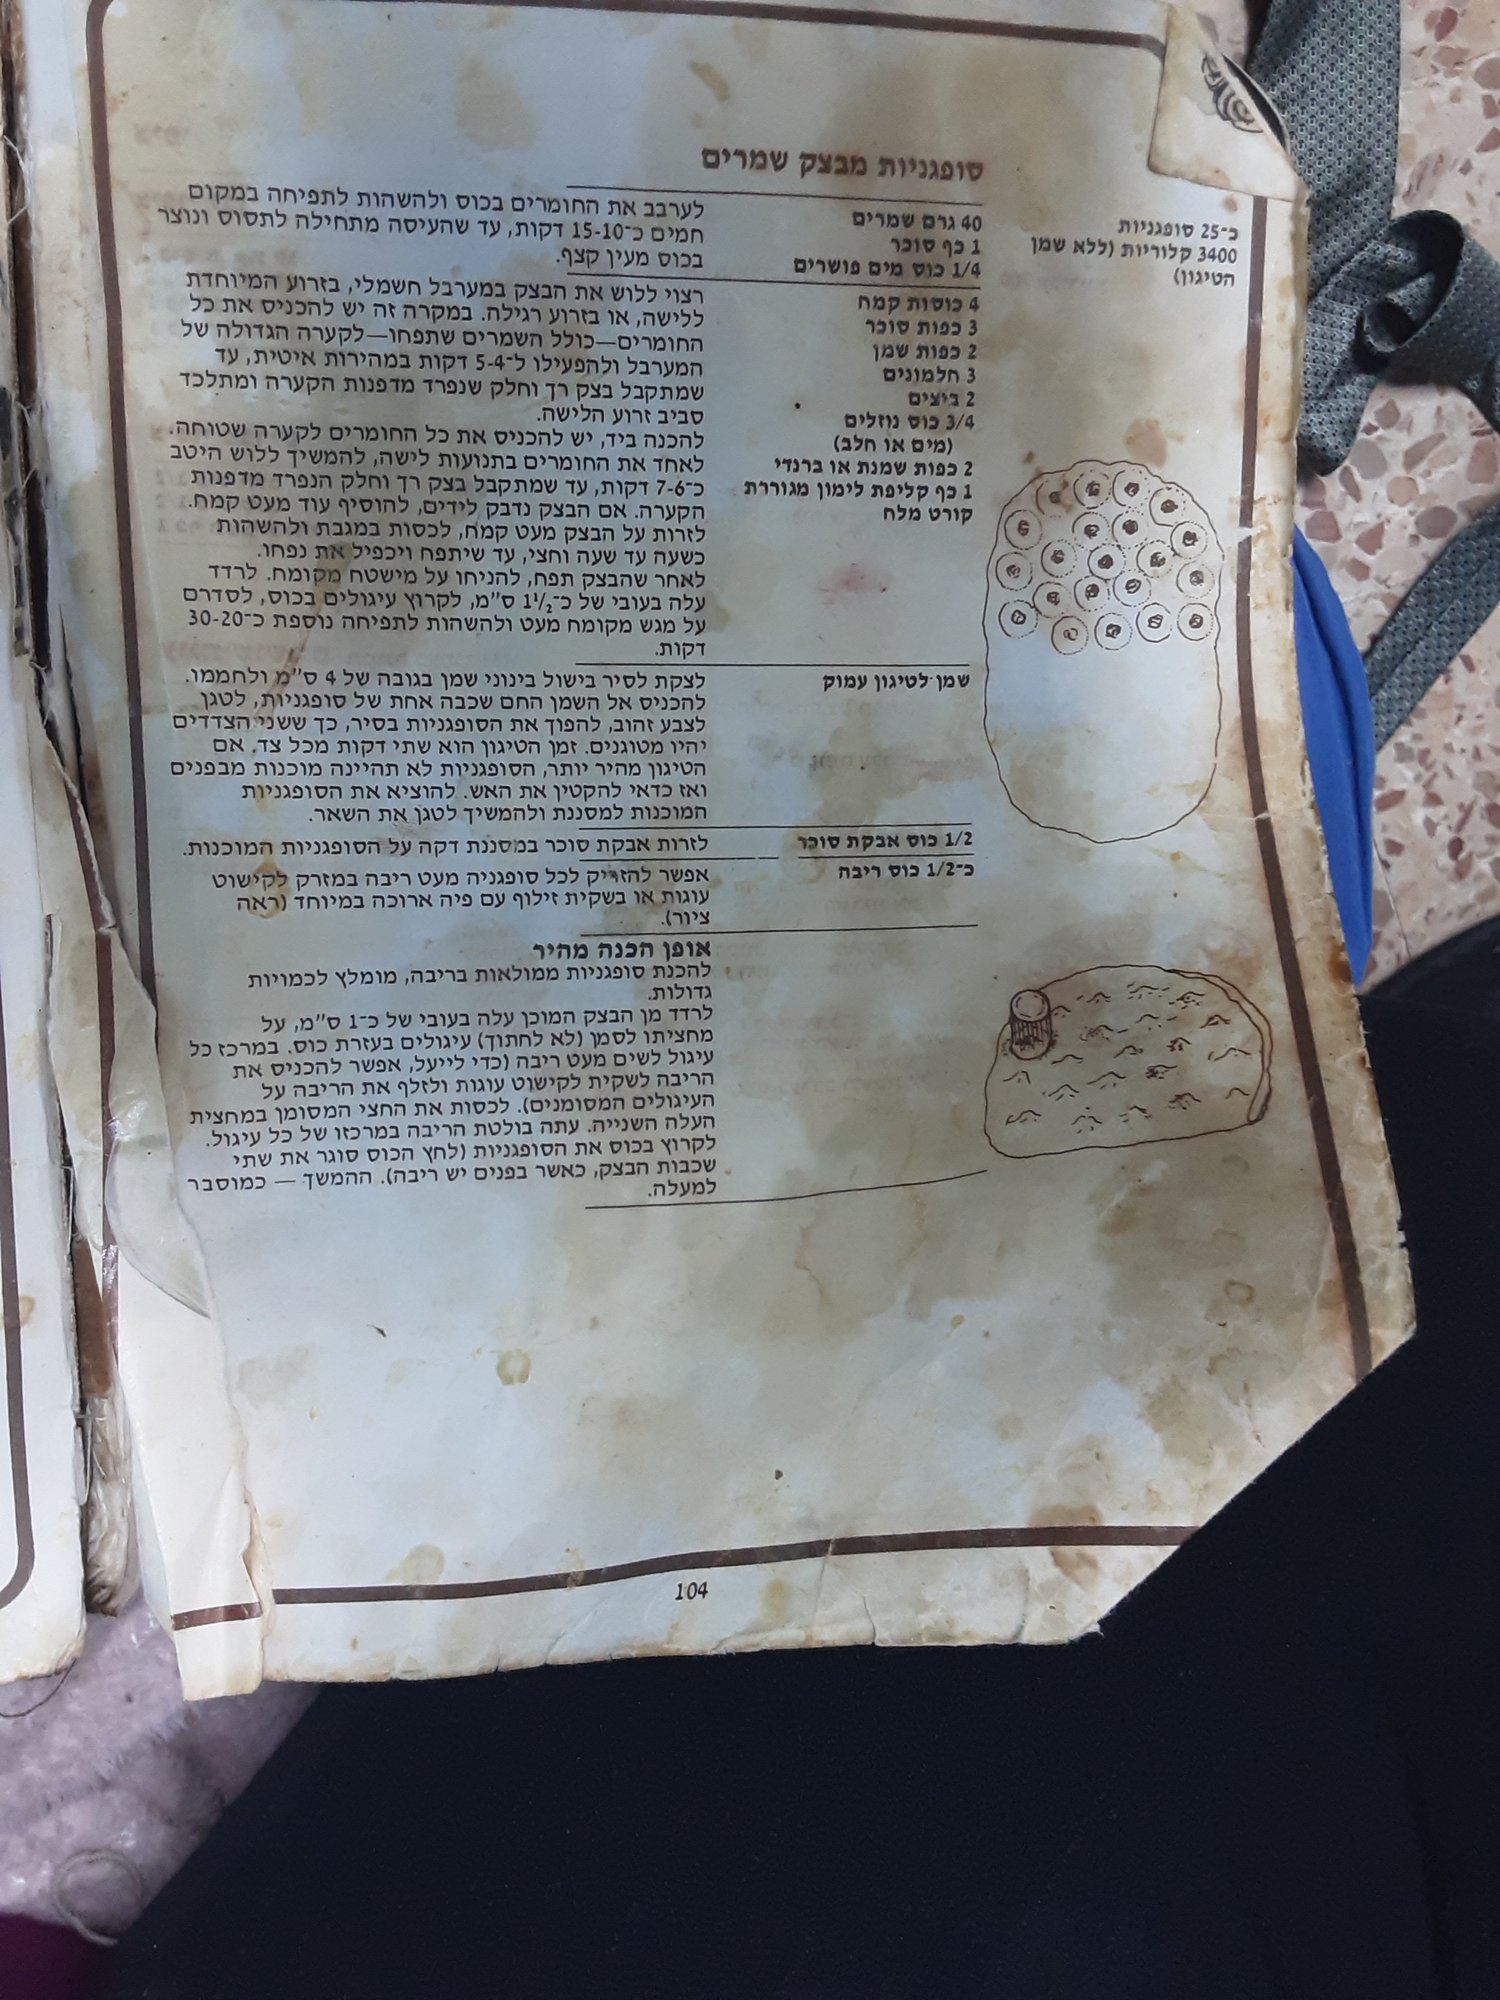 סופגניות מבצק שמרים
כ־25 סופגניות
3400 קלוריות (ללא שמן
הטיגון)
40 גרם שמרים
1 כף סוכר
1/4 כוס מים פושרים
לערבב את החומרים בכוס ולהשהות לתפיחה במקום
חמים כ־15-10 דקות, עד שהעיסה מתחילה לתסוס ונוצר
בכוס מעין קצף.
4 כוסות קמח
3 כפות סוכר
2 כפות שמן
3 חלמונים
2 ביצים
3/4 כוס נוזלים
(מים או חלב)
2 כפות שמנת או ברנדי
1 כף קליפת לימון מגוררת
קורט מלח
רצוי ללוש את הבצק במערבל חשמלי, בזרוע המיוחדת
ללישה, או בזרוע רגילה. במקרה זה יש להכניס את כל
החומרים—כולל השמרים שתפחו—לקערה הגדולה של
המערבל ולהפעילו ל־5-4 דקות במהירות איטית, עד
שמתקבל בצק רך וחלק שנפרד מדפנות הקערה ומתלכד
סביב זרוע הלישה.
להכנה ביד, יש להכניס את כל החומרים לקערה שטוחה.
לאחד את החומרים בתנועות לישה, להמשיך ללוש היטב
כ־7-6 דקות, עד שמתקבל בצק רך וחלק הנפרד מדפנות
הקערה. אם הבצק נדבק לידים, להוסיף עוד מעט קמח.
לזרות על הבצק מעט קמח, לכסות במגבת ולהשהות
כשעה עד שעה וחצי, עד שיתפח ויכפיל את נפחו.
לאחר שהבצק תפח, להניחו על מישטח מקומח. לרדד
עלה בעובי של כ־1½ ס"מ, לקרוץ עיגולים בכוס, לסדרם
על מגש מקומח מעט ולהשהות לתפיחה נוספת כ־30-20
דקות.
שמן לטיגון עמוק
לצקת לסיר בישול בינוני שמן בגובה של 4 ס"מ ולחממו.
להכניס אל השמן החם שכבה אחת של סופגניות, לטגן
לצבע זהוב, להפוך את הסופגניות בסיר, כך ששני הצדדים
יהיו מטוגנים. זמן הטיגון הוא שתי דקות מכל צד. אם
הטיגון מהיר יותר, הסופגניות לא תהיינה מוכנות מבפנים
ואז כדאי להקטין את האש. להוציא את הסופגניות
המוכנות למסננת ולהמשיך לטגן את השאר.
1/2 כוס אבקת סוכר
לזרות אבקת סוכר במסננת דקה על הסופגניות המוכנות.
כ־1/2 כוס ריבה
אפשר להזריק לכל סופגניה מעט ריבה במזרק לקישוט
עוגות או בשקית זילוף עם פיה ארוכה במיוחד (ראה
ציור).
אופן הכנה מהיר
להכנת סופגניות ממולאות בריבה, מומלץ לכמויות
גדולות.
לרדד מן הבצק המוכן עלה בעובי של כ־1 ס"מ, על
מחציתו לסמן (לא לחתוך) עיגולים בעזרת כוס. במרכז כל
עיגול לשים מעט ריבה (כדי לייעל, אפשר להכניס את
הריבה לשקית לקישוט עוגות ולזלף את הריבה על
העיגולים המסומנים). לכסות את החצי המסומן במחצית
העלה השנייה. עתה בולטת הריבה במרכזו של כל עיגול.
לקרוץ בכוס את הסופגניות (לחץ הכוס סוגר את שתי
שכבות הבצק, כאשר בפנים יש ריבה). ההמשך — כמוסבר
למעלה.
104